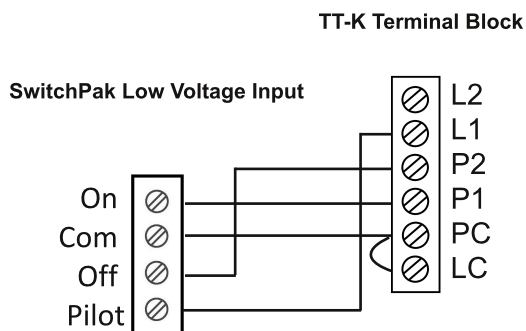 TT-K Terminal Block
SwitchPak Low Voltage Input
L2
L1
P2
P1
PC
LC
On
Com
Off
Pilot